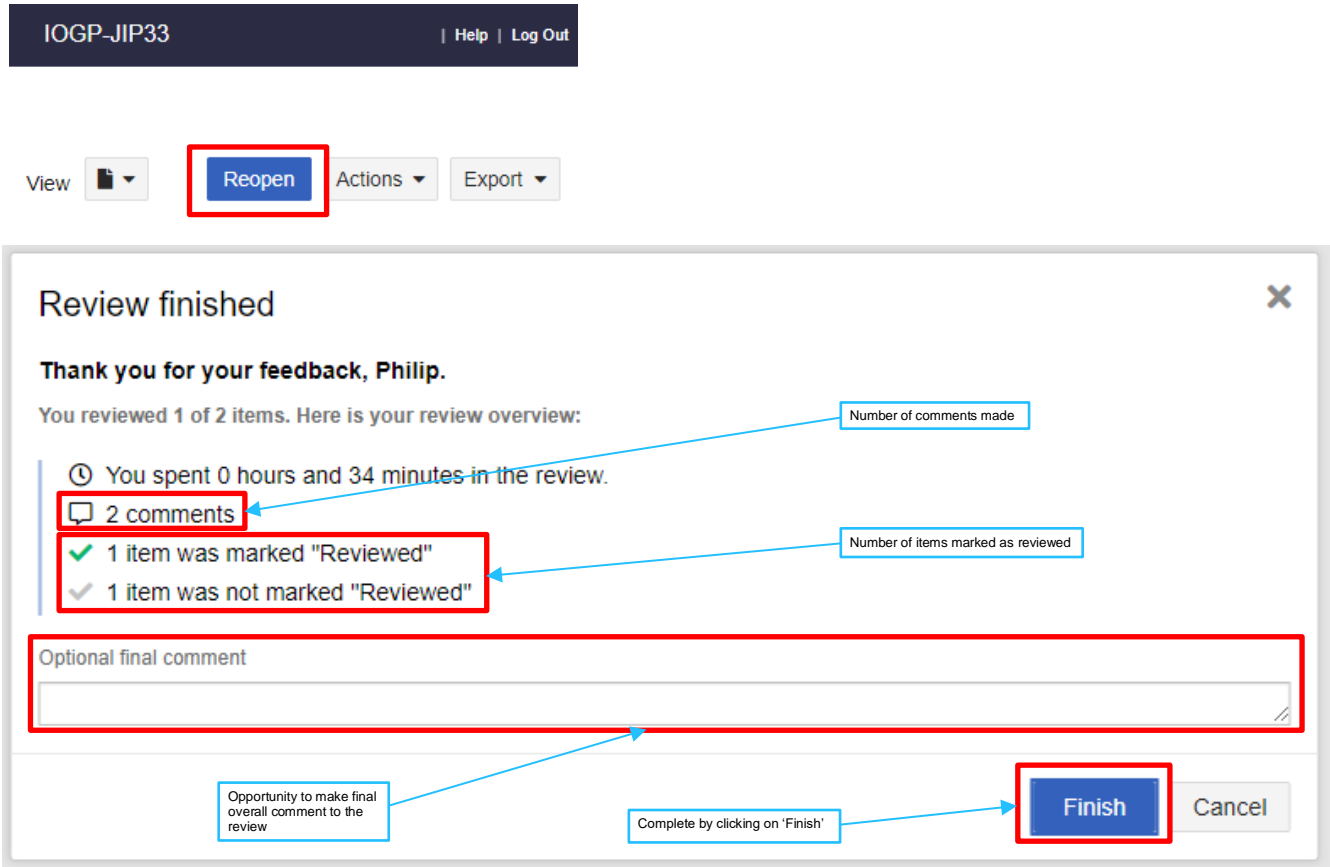 IOGP-JIP33 | Help | Log Out
View Reopen Actions Export
Review finished
Thank you for your feedback, Philip.
You reviewed 1 of 2 items. Here is your review overview:
Number of comments made
You spent 0 hours and 34 minutes in the review.
2 comments
1 item was marked "Reviewed"
Number of items marked as reviewed
1 item was not marked "Reviewed"
Optional final comment
Opportunity to make final
overall comment to the
review
Complete by clicking on ‘Finish’
Finish Cancel